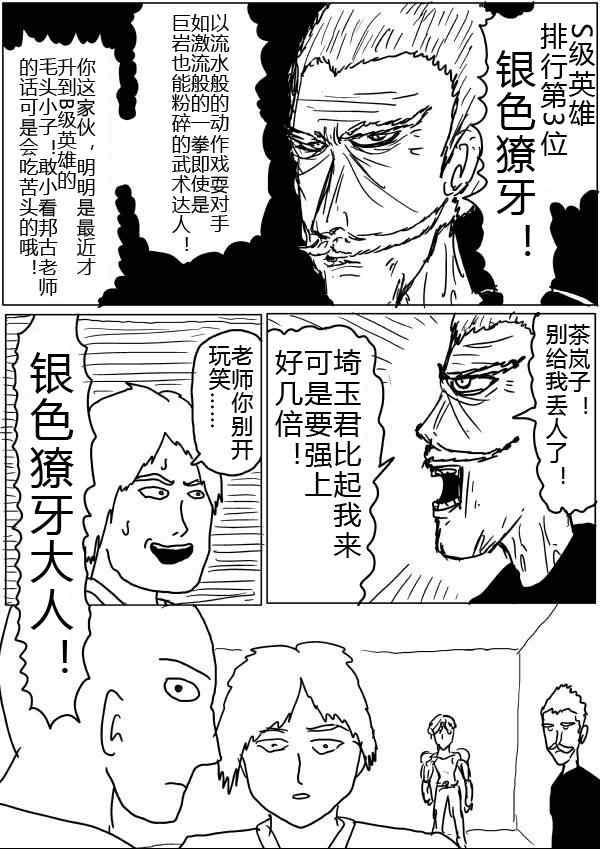 S级英雄
排行第3位
银色獠牙！
以流水般的动作戏耍对手
如激流般的一拳即使是
巨岩也能粉碎的武术达人！
你这家伙，明明是最近才
升到B级英雄的
毛头小子！敢小看邦古老师
的话可是会吃苦头的哦！
茶岚子！
别给我丢人了！
埼玉君比起我来
可是要强上
好几倍！
老师你别开
玩笑……
银色獠牙大人！